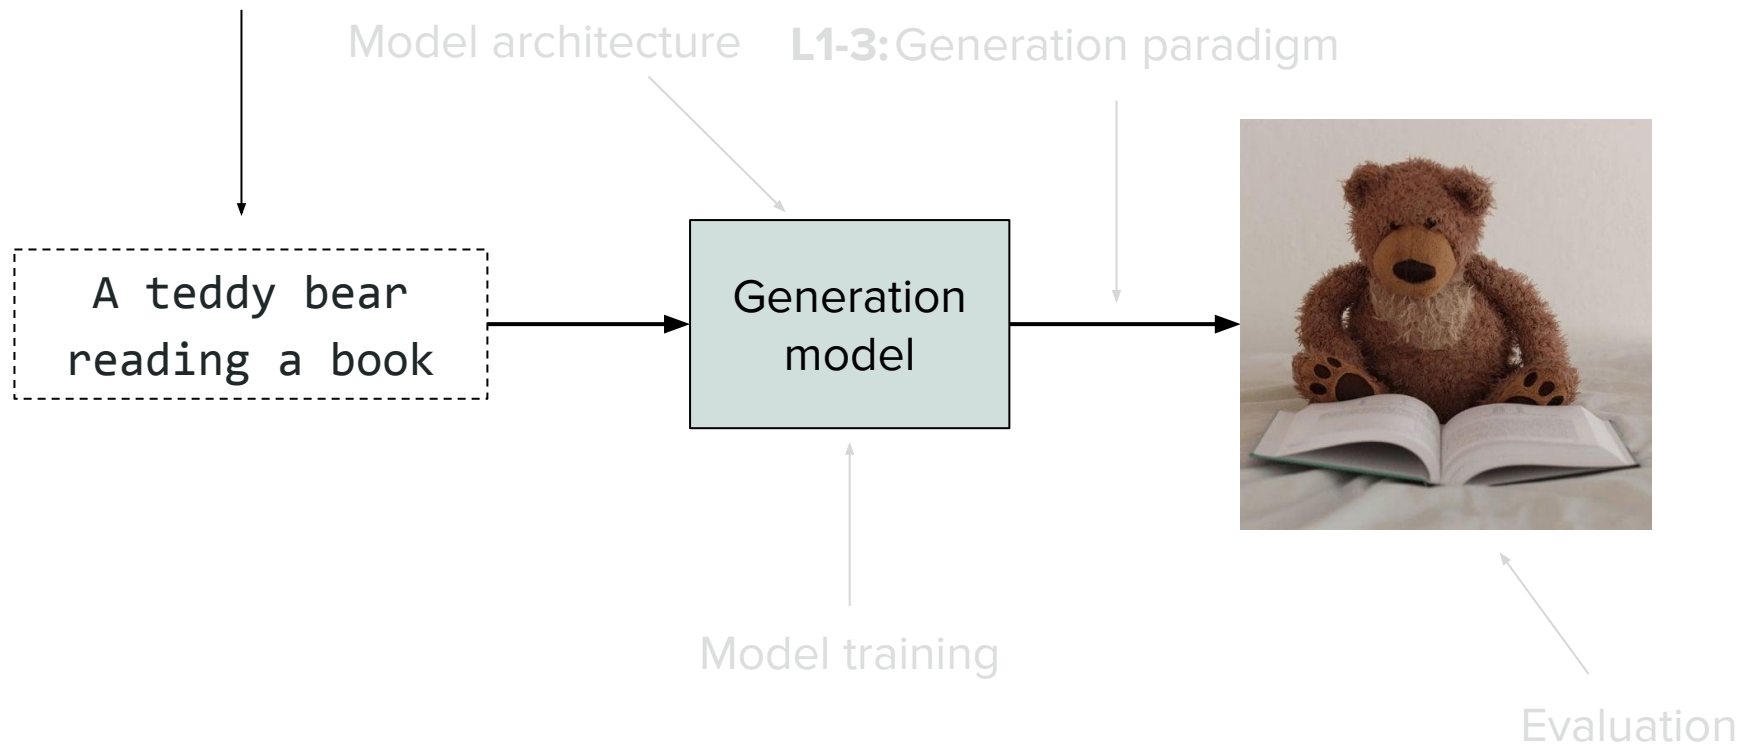 Model architecture
L1-3: Generation paradigm
A teddy bear
reading a book
Generation
model
Model training
Evaluation